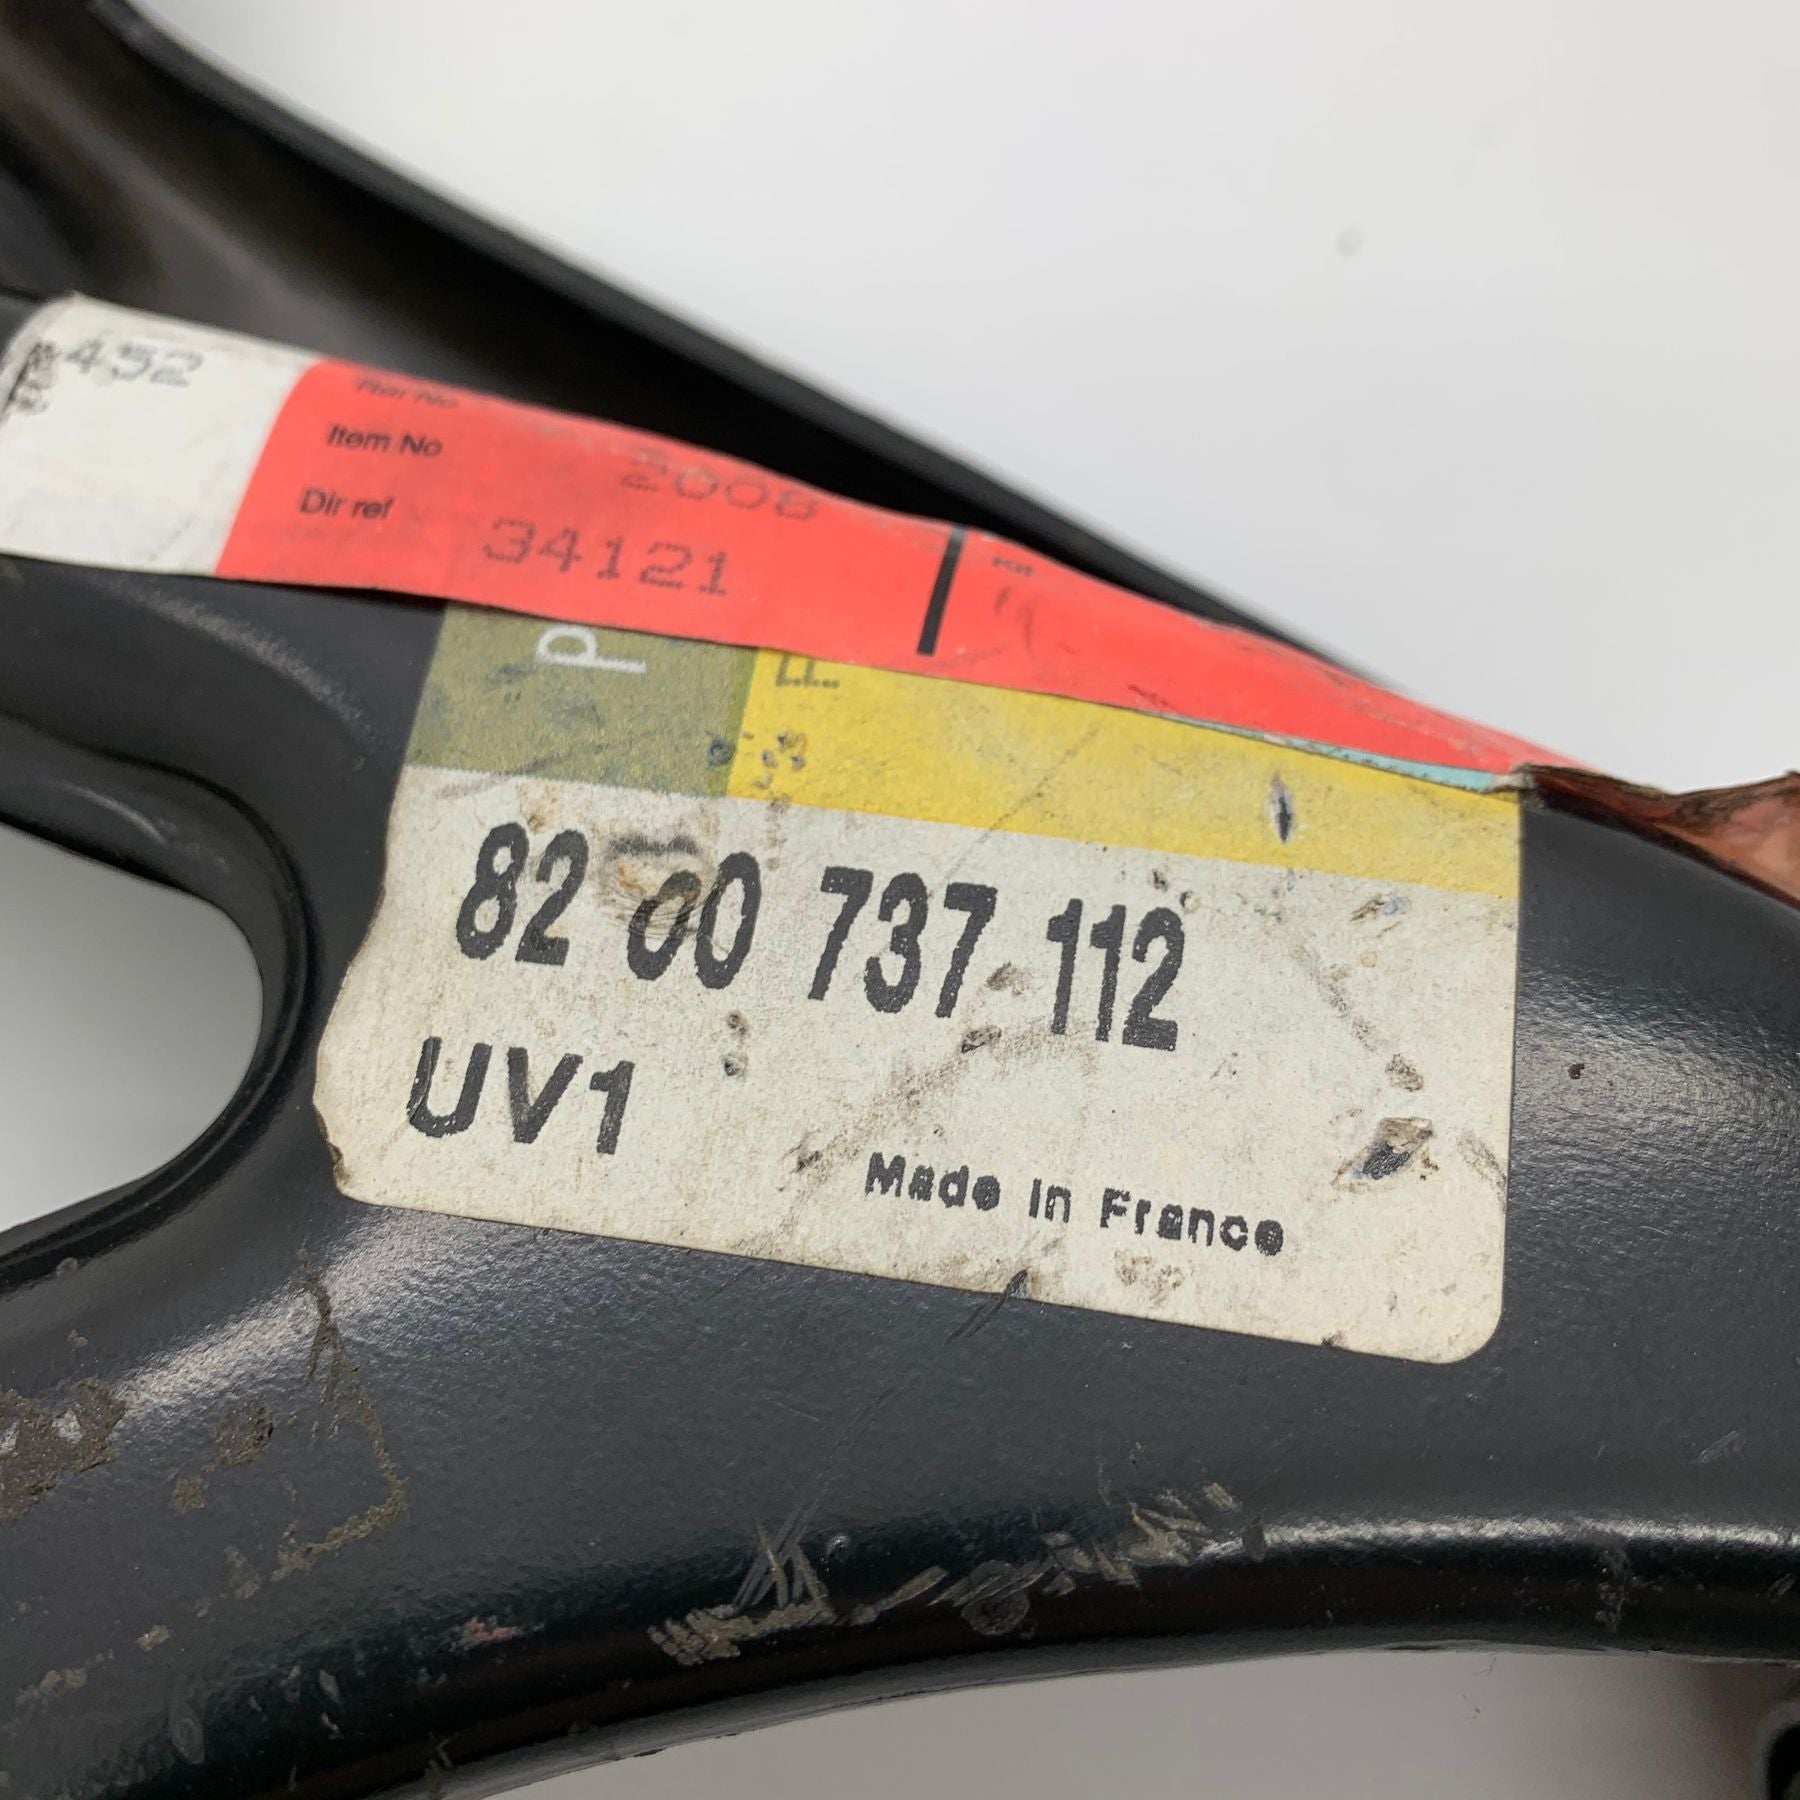 452
Item No 2008
Dir ref 34121
P
82 00 737 112
UV1
Made in France